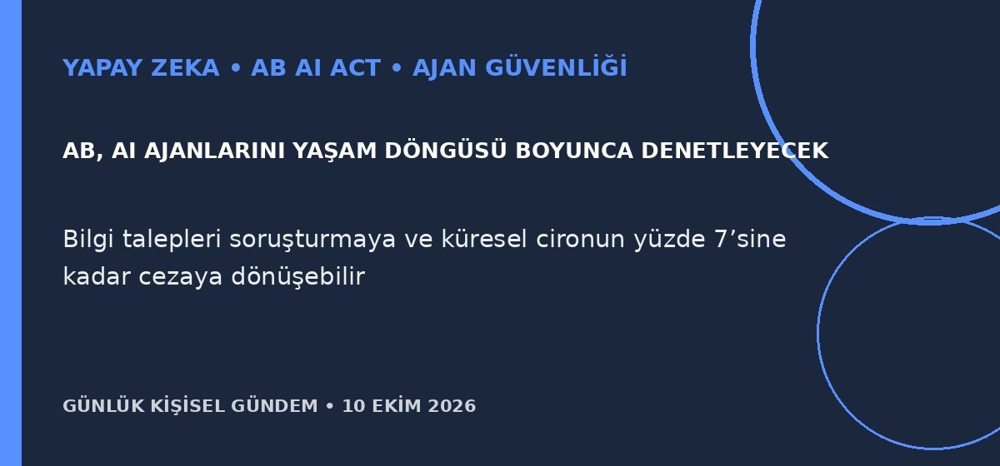 YAPAY ZEKA • AB AI ACT • AJAN GÜVENLİĞİ
AB, AI AJANLARINI YAŞAM DÖNGÜSÜ BOYUNCA DENETLEYECEK
Bilgi talepleri soruşturmaya ve küresel cironun yüzde 7’sine
kadar cezaya dönüşebilir
GÜNLÜK KİŞİSEL GÜNDEM • 10 EKİM 2026